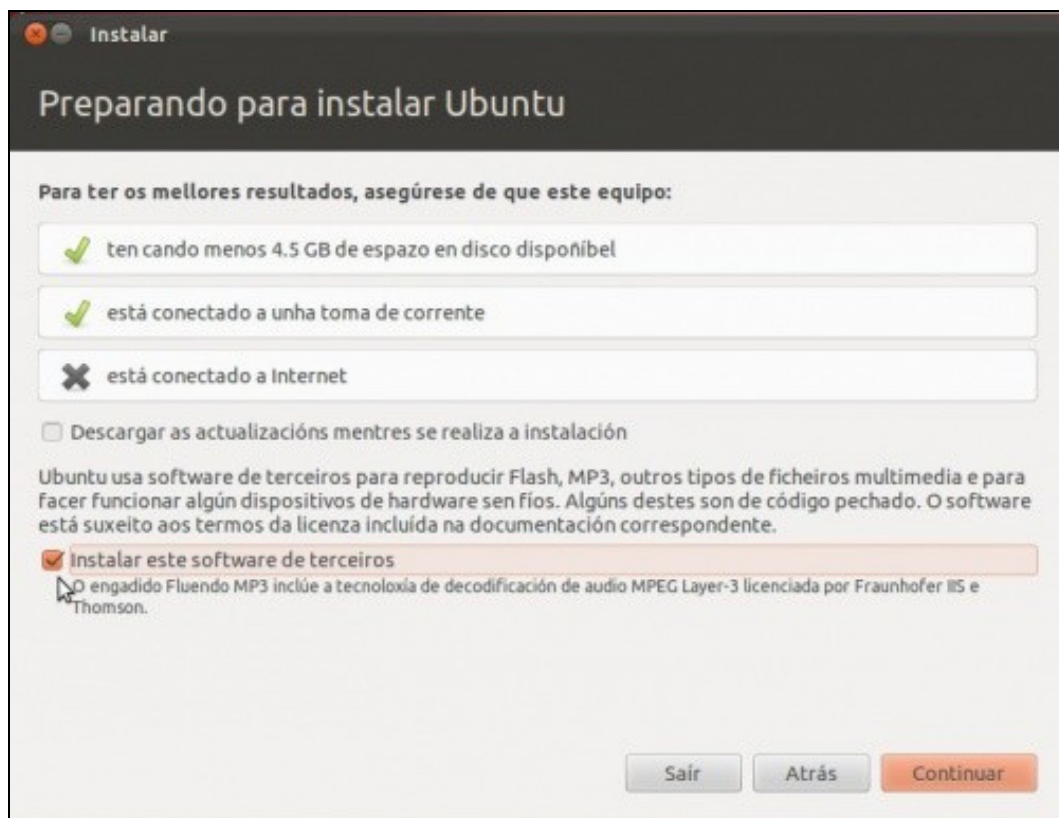 Instalar
Preparando para instalar Ubuntu
Para ter os mellores resultados, asegúrese de que este equipo:
ten cando menos 4.5 GB de espazo en disco dispoñíbel
está conectado a unha toma de corrente
está conectado a Internet
Descargar as actualizacións mentres se realiza a instalación
Ubuntu usa software de terceiros para reproducir Flash, MP3, outros tipos de ficheiros multimedia e para
facer funcionar algún dispositivos de hardware sen fíos. Algúns destes son de código pechado. O software
está suxeito aos termos da licenza incluída na documentación correspondente.
Instalar este software de terceiros
O engadido Fluendo MP3 inclúe a tecnoloxía de decodificación de audio MPEG Layer-3 licenciada por Fraunhofer IIS e
Thomson.
Saír
Atrás
Continuar